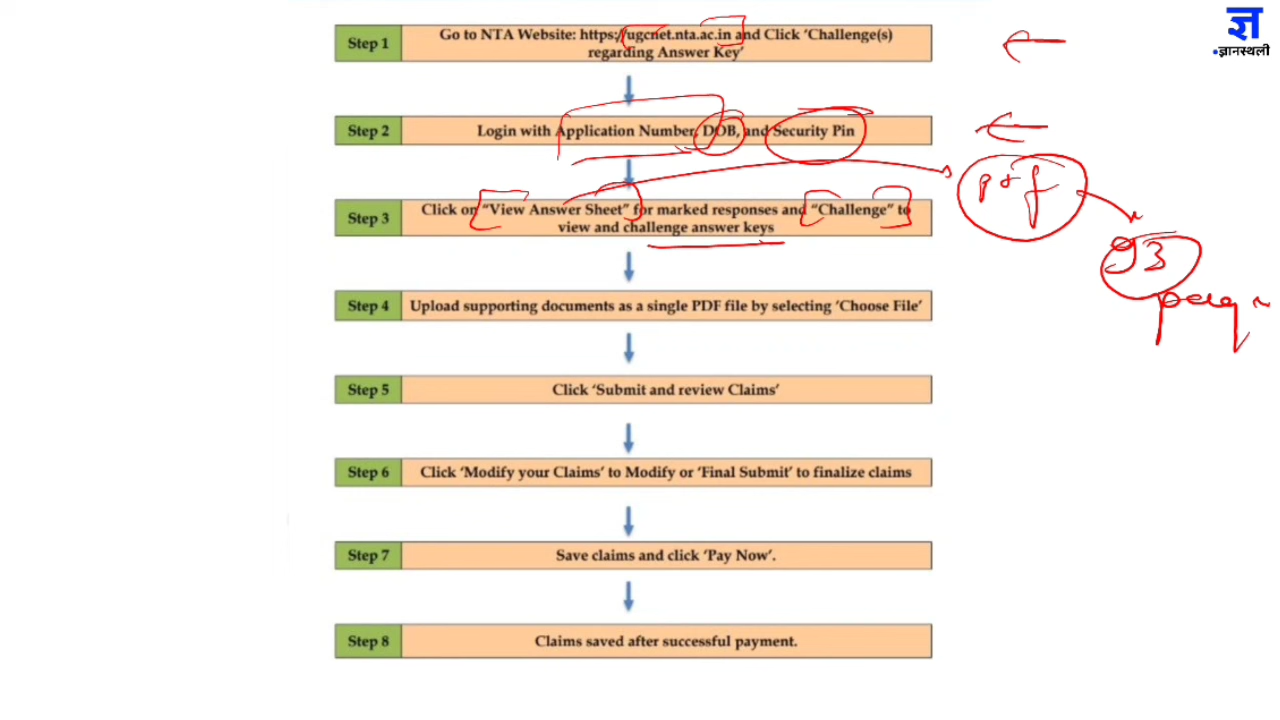 ज्ञ
ज्ञानस्थली
Step 1
Go to NTA Website: https://ugcnet.nta.ac.in and Click ‘Challenge(s)
regarding Answer Key’
Step 2
Login with Application Number, DOB, and Security Pin
Step 3
Click on “View Answer Sheet” for marked responses and “Challenge” to
view and challenge answer keys
pdf
93
Step 4
Upload supporting documents as a single PDF file by selecting ‘Choose File’
Step 5
Click ‘Submit and review Claims’
Step 6
Click ‘Modify your Claims’ to Modify or ‘Final Submit’ to finalize claims
Step 7
Save claims and click ‘Pay Now’.
Step 8
Claims saved after successful payment.